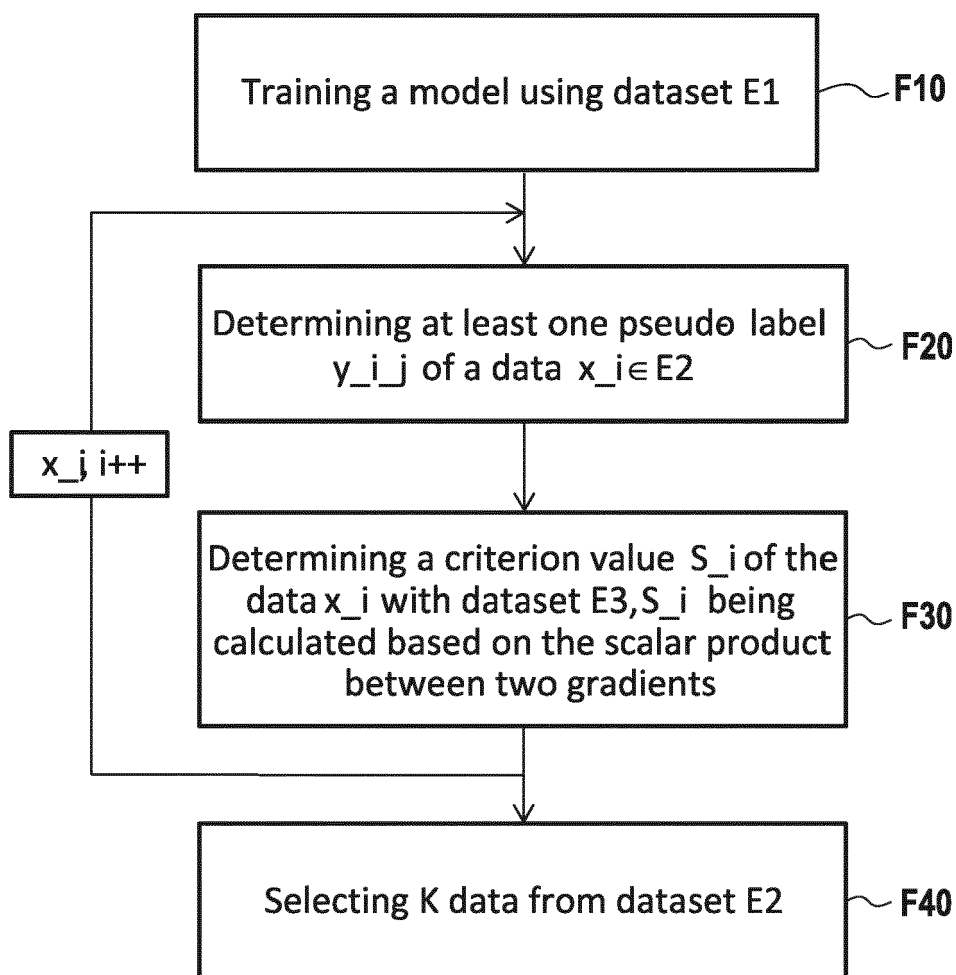 Training a model using dataset E1
F10
Determining at least one pseudo label
y_i_j of a data x_i ∈ E2
F20
x_i, i++
Determining a criterion value S_i of the
data x_i with dataset E3, S_i being
calculated based on the scalar product
between two gradients
F30
Selecting K data from dataset E2
F40